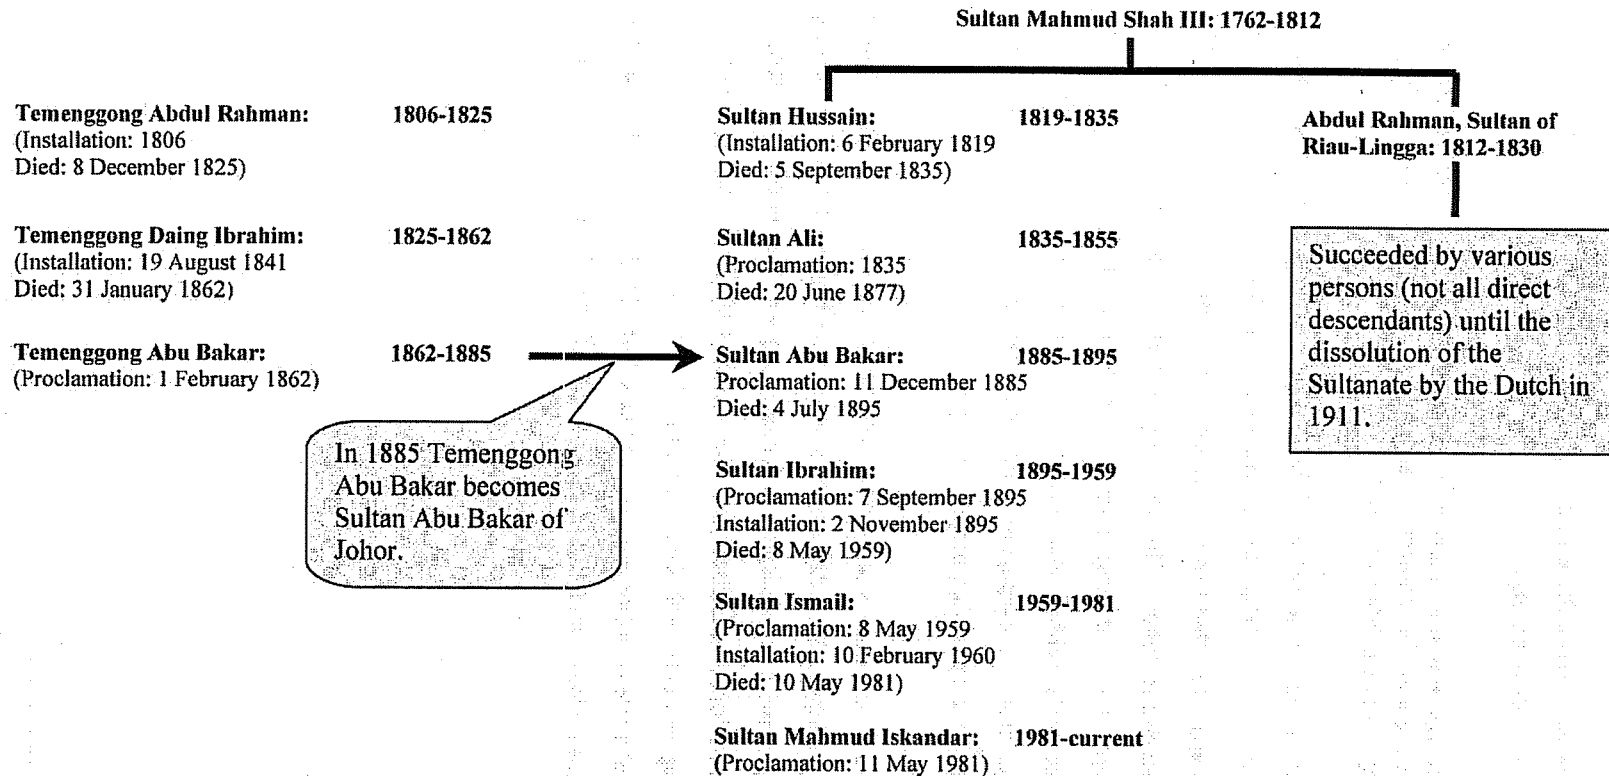 Sultan Mahmud Shah III: 1762-1812
Temenggong Abdul Rahman: 1806-1825
(Installation: 1806
Died: 8 December 1825)
Temenggong Daing Ibrahim: 1825-1862
(Installation: 19 August 1841
Died: 31 January 1862)
Temenggong Abu Bakar: 1862-1885
(Proclamation: 1 February 1862)
In 1885 Temenggong
Abu Bakar becomes
Sultan Abu Bakar of
Johor.
Sultan Hussain: 1819-1835
(Installation: 6 February 1819
Died: 5 September 1835)
Sultan Ali: 1835-1855
(Proclamation: 1835
Died: 20 June 1877)
Sultan Abu Bakar: 1885-1895
Proclamation: 11 December 1885
Died: 4 July 1895
Sultan Ibrahim: 1895-1959
(Proclamation: 7 September 1895
Installation: 2 November 1895
Died: 8 May 1959)
Sultan Ismail: 1959-1981
(Proclamation: 8 May 1959
Installation: 10 February 1960
Died: 10 May 1981)
Sultan Mahmud Iskandar: 1981-current
(Proclamation: 11 May 1981)
Abdul Rahman, Sultan of
Riau-Lingga: 1812-1830
Succeeded by various
persons (not all direct
descendants) until the
dissolution of the
Sultanate by the Dutch in
1911.